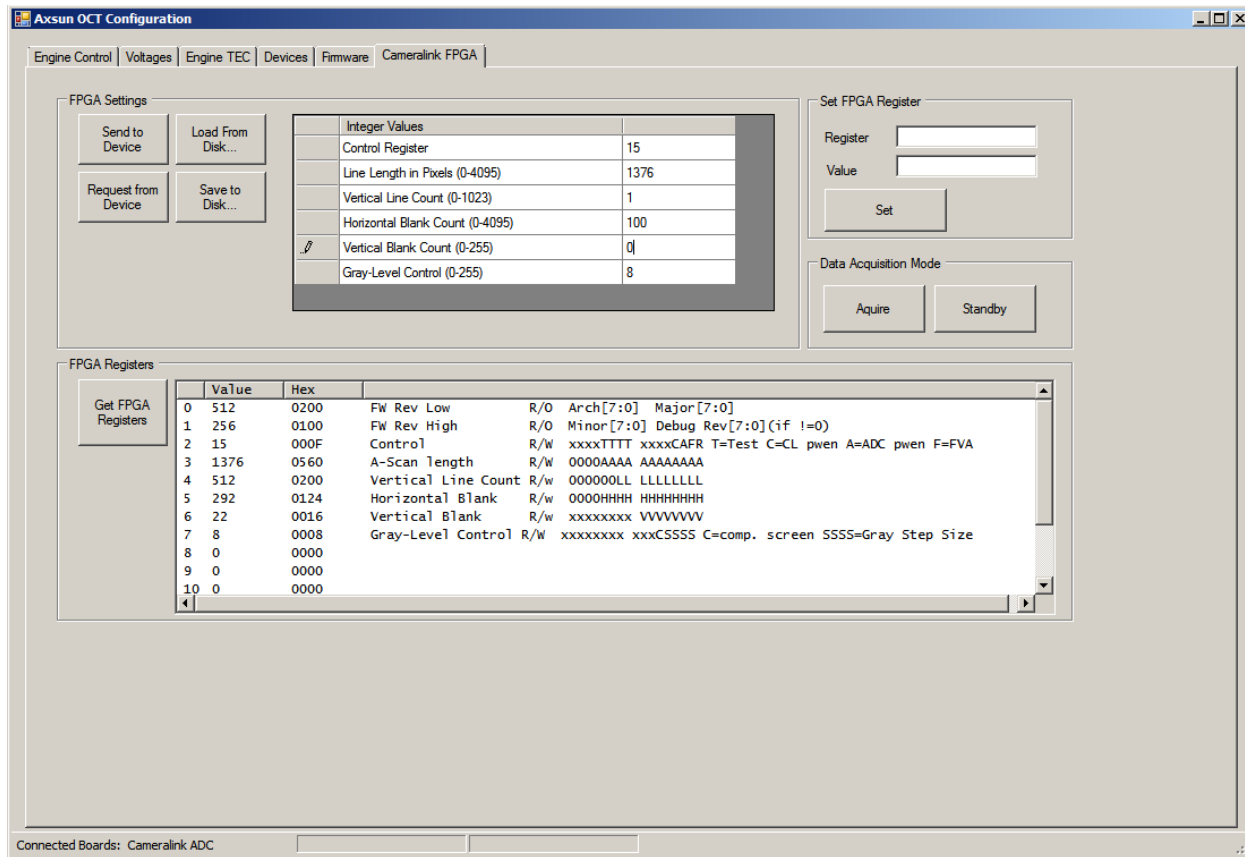 Axsun OCT Configuration
Engine Control Voltages Engine TEC Devices Firmware Cameralink FPGA
FPGA Settings
Send to Device
Load From Disk...
Request from Device
Save to Disk...
Integer Values
Control Register 15
Line Length in Pixels (0-4095) 1376
Vertical Line Count (0-1023) 1
Horizontal Blank Count (0-4095) 100
Vertical Blank Count (0-255) 0
Gray-Level Control (0-255) 8
Set FPGA Register
Register
Value
Set
Data Acquisition Mode
Aquire Standby
FPGA Registers
Get FPGA Registers
Value Hex
0 512 0200 FW Rev Low R/O Arch[7:0] Major[7:0]
1 256 0100 FW Rev High R/O Minor[7:0] Debug Rev[7:0](if !=0)
2 15 000F Control R/W xxxxTTTT xxxxCAFR T=Test C=CL pwen A=ADC pwen F=FVA
3 1376 0560 A-Scan length R/W 0000AAAA AAAAAAAA
4 512 0200 Vertical Line Count R/w 000000LL LLLLLLLL
5 292 0124 Horizontal Blank R/w 0000HHHH HHHHHHHH
6 22 0016 Vertical Blank R/w xxxxxxxx VVVVVVVV
7 8 0008 Gray-Level Control R/W xxxxxxxx xxxCSSSS C=comp. screen SSSS=Gray Step Size
8 0 0000
9 0 0000
10 0 0000
Connected Boards: Cameralink ADC